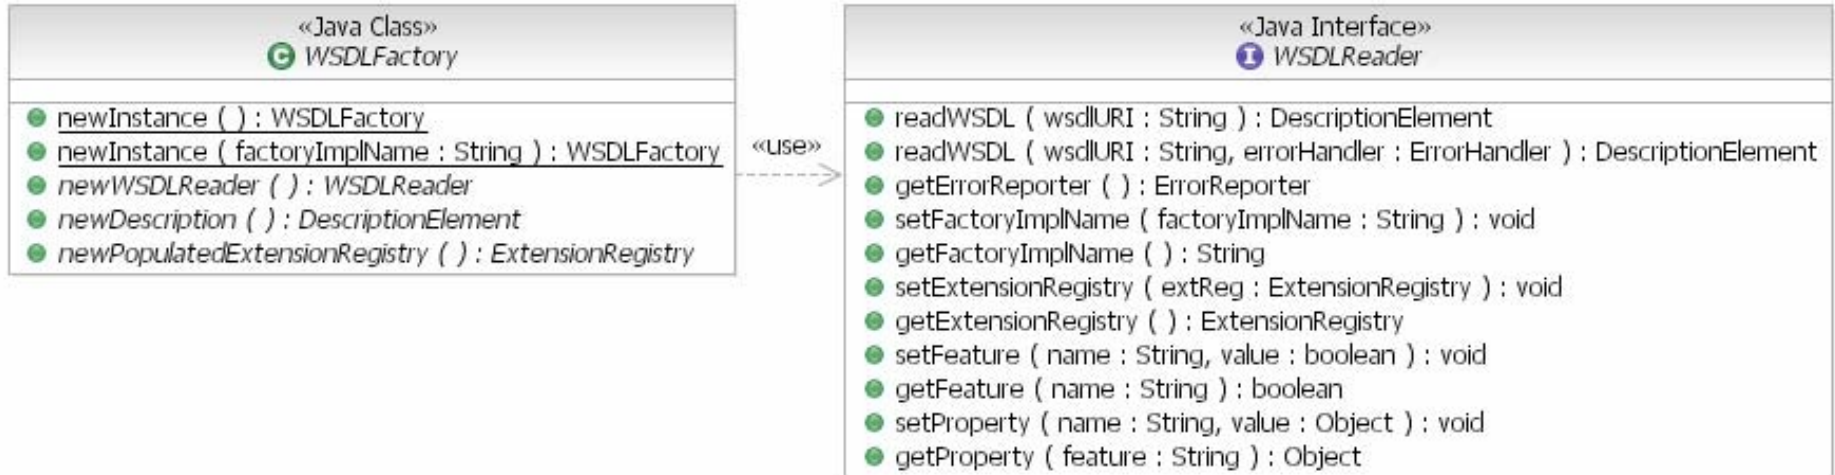 «Java Class»
C WSDLFactory
newInstance ( ) : WSDLFactory
newInstance ( factoryImplName : String ) : WSDLFactory
newWSDLReader ( ) : WSDLReader
newDescription ( ) : DescriptionElement
newPopulatedExtensionRegistry ( ) : ExtensionRegistry
«use»
«Java Interface»
I WSDLReader
readWSDL ( wsdlURI : String ) : DescriptionElement
readWSDL ( wsdlURI : String, errorHandler : ErrorHandler ) : DescriptionElement
getErrorReporter ( ) : ErrorReporter
setFactoryImplName ( factoryImplName : String ) : void
getFactoryImplName ( ) : String
setExtensionRegistry ( extReg : ExtensionRegistry ) : void
getExtensionRegistry ( ) : ExtensionRegistry
setFeature ( name : String, value : boolean ) : void
getFeature ( name : String ) : boolean
setProperty ( name : String, value : Object ) : void
getProperty ( feature : String ) : Object